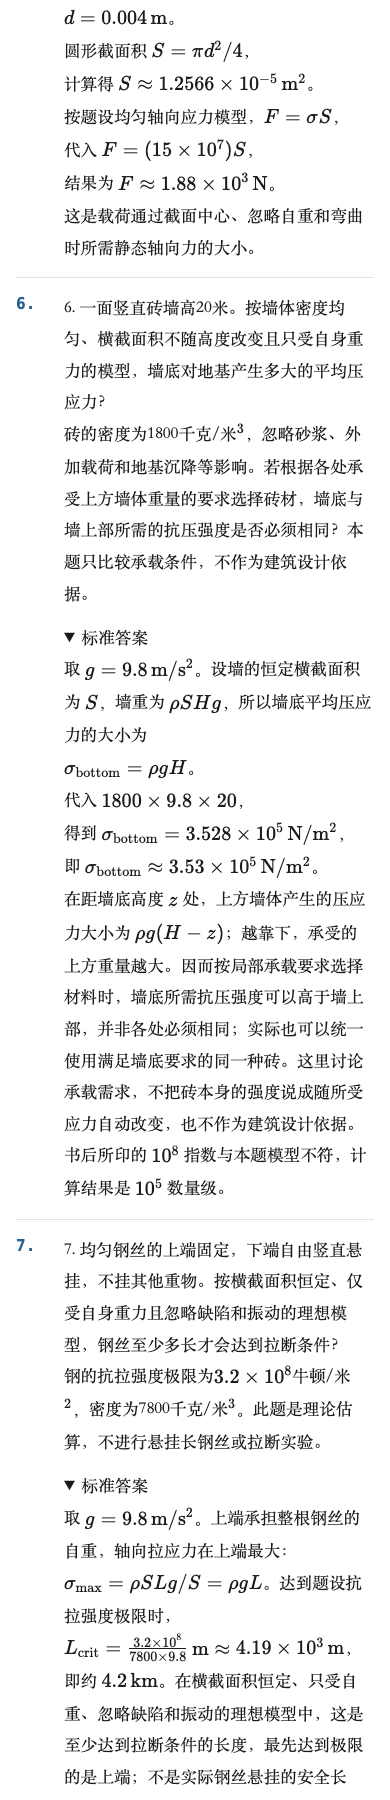 d = 0.004 m。
圆形截面积 S = πd²/4，
计算得 S ≈ 1.2566 × 10⁻⁵ m²。
按题设均匀轴向应力模型，F = σS，
代入 F = (15 × 10⁷)S，
结果为 F ≈ 1.88 × 10³ N。
这是载荷通过截面中心、忽略自重和弯曲
时所需静态轴向力的大小。
6. 6. 一面竖直砖墙高20米。按墙体密度均
匀、横截面积不随高度改变且只受自身重
力的模型，墙底对地基产生多大的平均压
应力？
砖的密度为1800千克/米³，忽略砂浆、外
加载荷和地基沉降等影响。若根据各处承
受上方墙体重量的要求选择砖材，墙底与
墙上部所需的抗压强度是否必须相同？本
题只比较承载条件，不作为建筑设计依
据。
▼ 标准答案
取 g = 9.8 m/s²。设墙的恒定横截面积
为 S，墙重为 ρSHg，所以墙底平均压应
力的大小为
σ_bottom = ρgH。
代入 1800 × 9.8 × 20，
得到 σ_bottom = 3.528 × 10⁵ N/m²，
即 σ_bottom ≈ 3.53 × 10⁵ N/m²。
在距墙底高度 z 处，上方墙体产生的压应
力大小为 ρg(H − z)；越靠下，承受的
上方重量越大。因而按局部承载要求选择
材料时，墙底所需抗压强度可以高于墙上
部，并非各处必须相同；实际也可以统一
使用满足墙底要求的同一种砖。这里讨论
承载需求，不把砖本身的强度说成随所受
应力自动改变，也不作为建筑设计依据。
书后所印的 10⁸ 指数与本题模型不符，计
算结果是 10⁵ 数量级。
7. 7. 均匀钢丝的上端固定，下端自由竖直悬
挂，不挂其他重物。按横截面积恒定、仅
受自身重力且忽略缺陷和振动的理想模
型，钢丝至少多长才会达到拉断条件？
钢的抗拉强度极限为3.2 × 10⁸牛顿/米
²，密度为7800千克/米³。此题是理论估
算，不进行悬挂长钢丝或拉断实验。
▼ 标准答案
取 g = 9.8 m/s²。上端承担整根钢丝的
自重，轴向拉应力在上端最大：
σ_max = ρSLg/S = ρgL。达到题设抗
拉强度极限时，
L_crit = 3.2×10⁸/7800×9.8 m ≈ 4.19 × 10³ m，
即约 4.2 km。在横截面积恒定、只受自
重、忽略缺陷和振动的理想模型中，这是
至少达到拉断条件的长度，最先达到极限
的是上端；不是实际钢丝悬挂的安全长